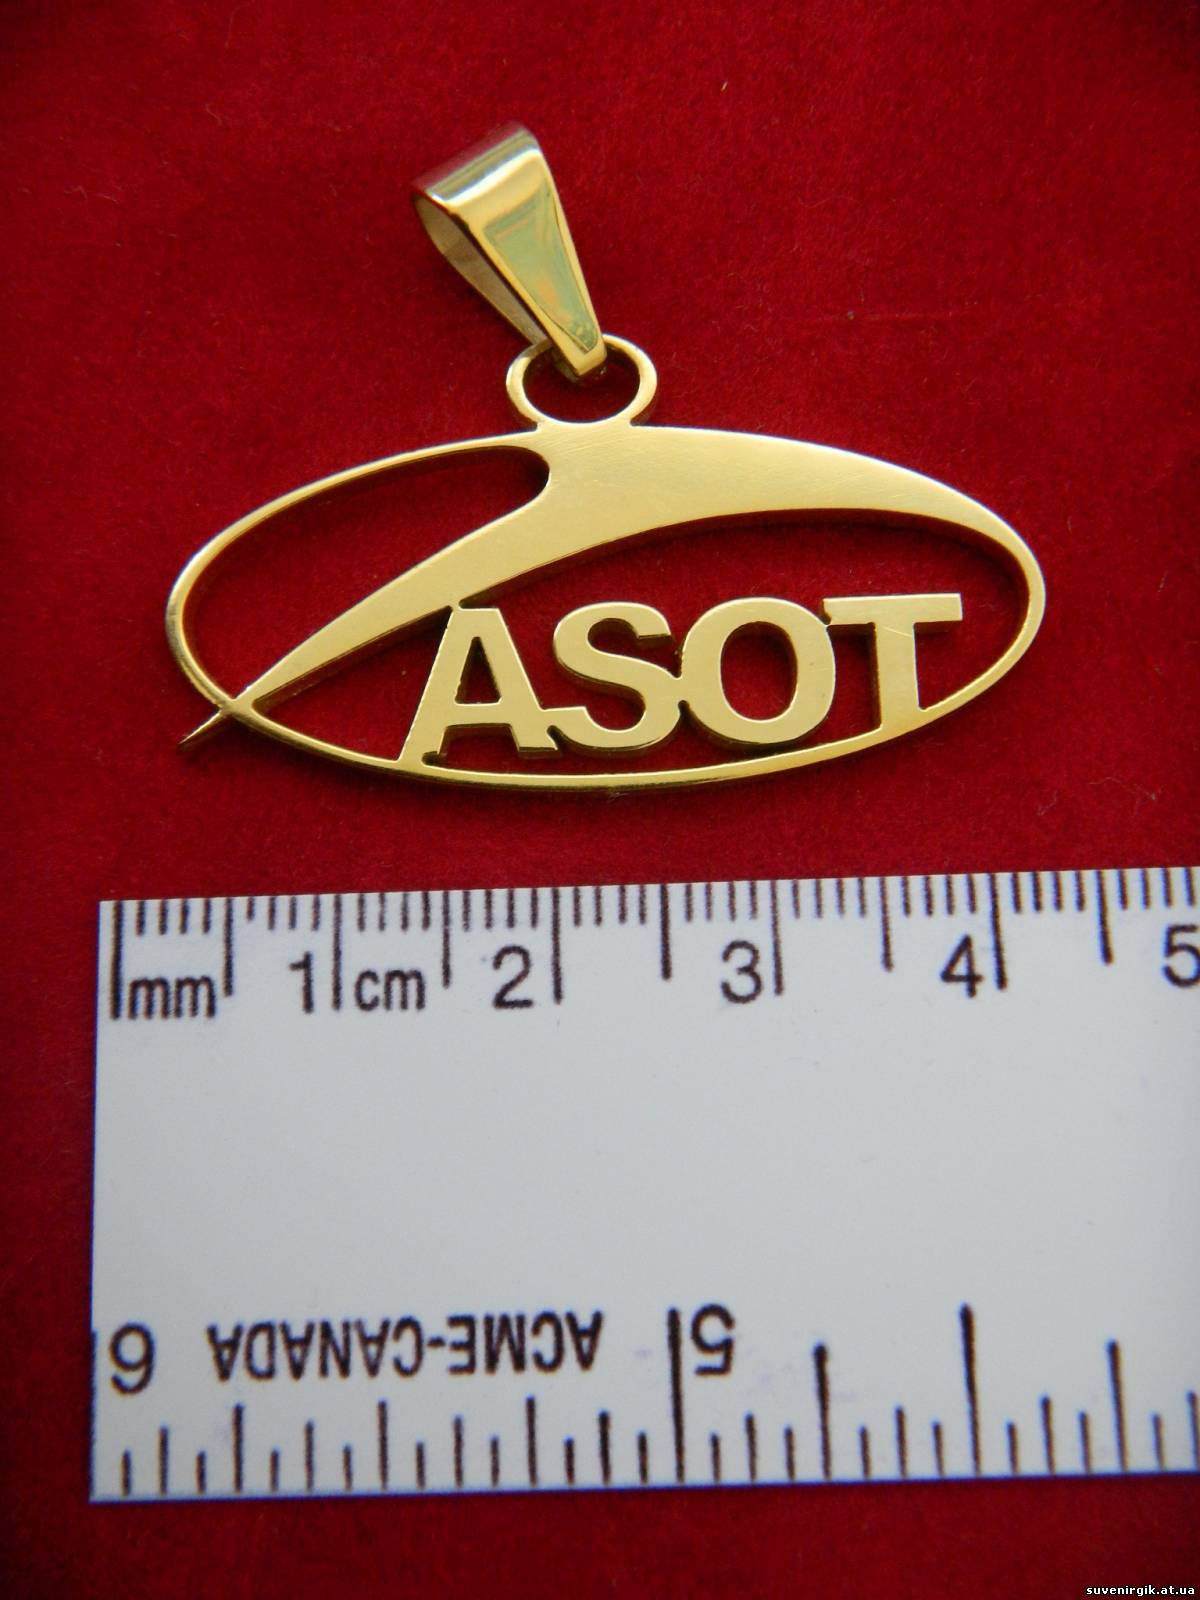 ASOT
mm 1 cm 2 3 4 5
6 ACME-CANADA 5
suvenirgik.at.ua